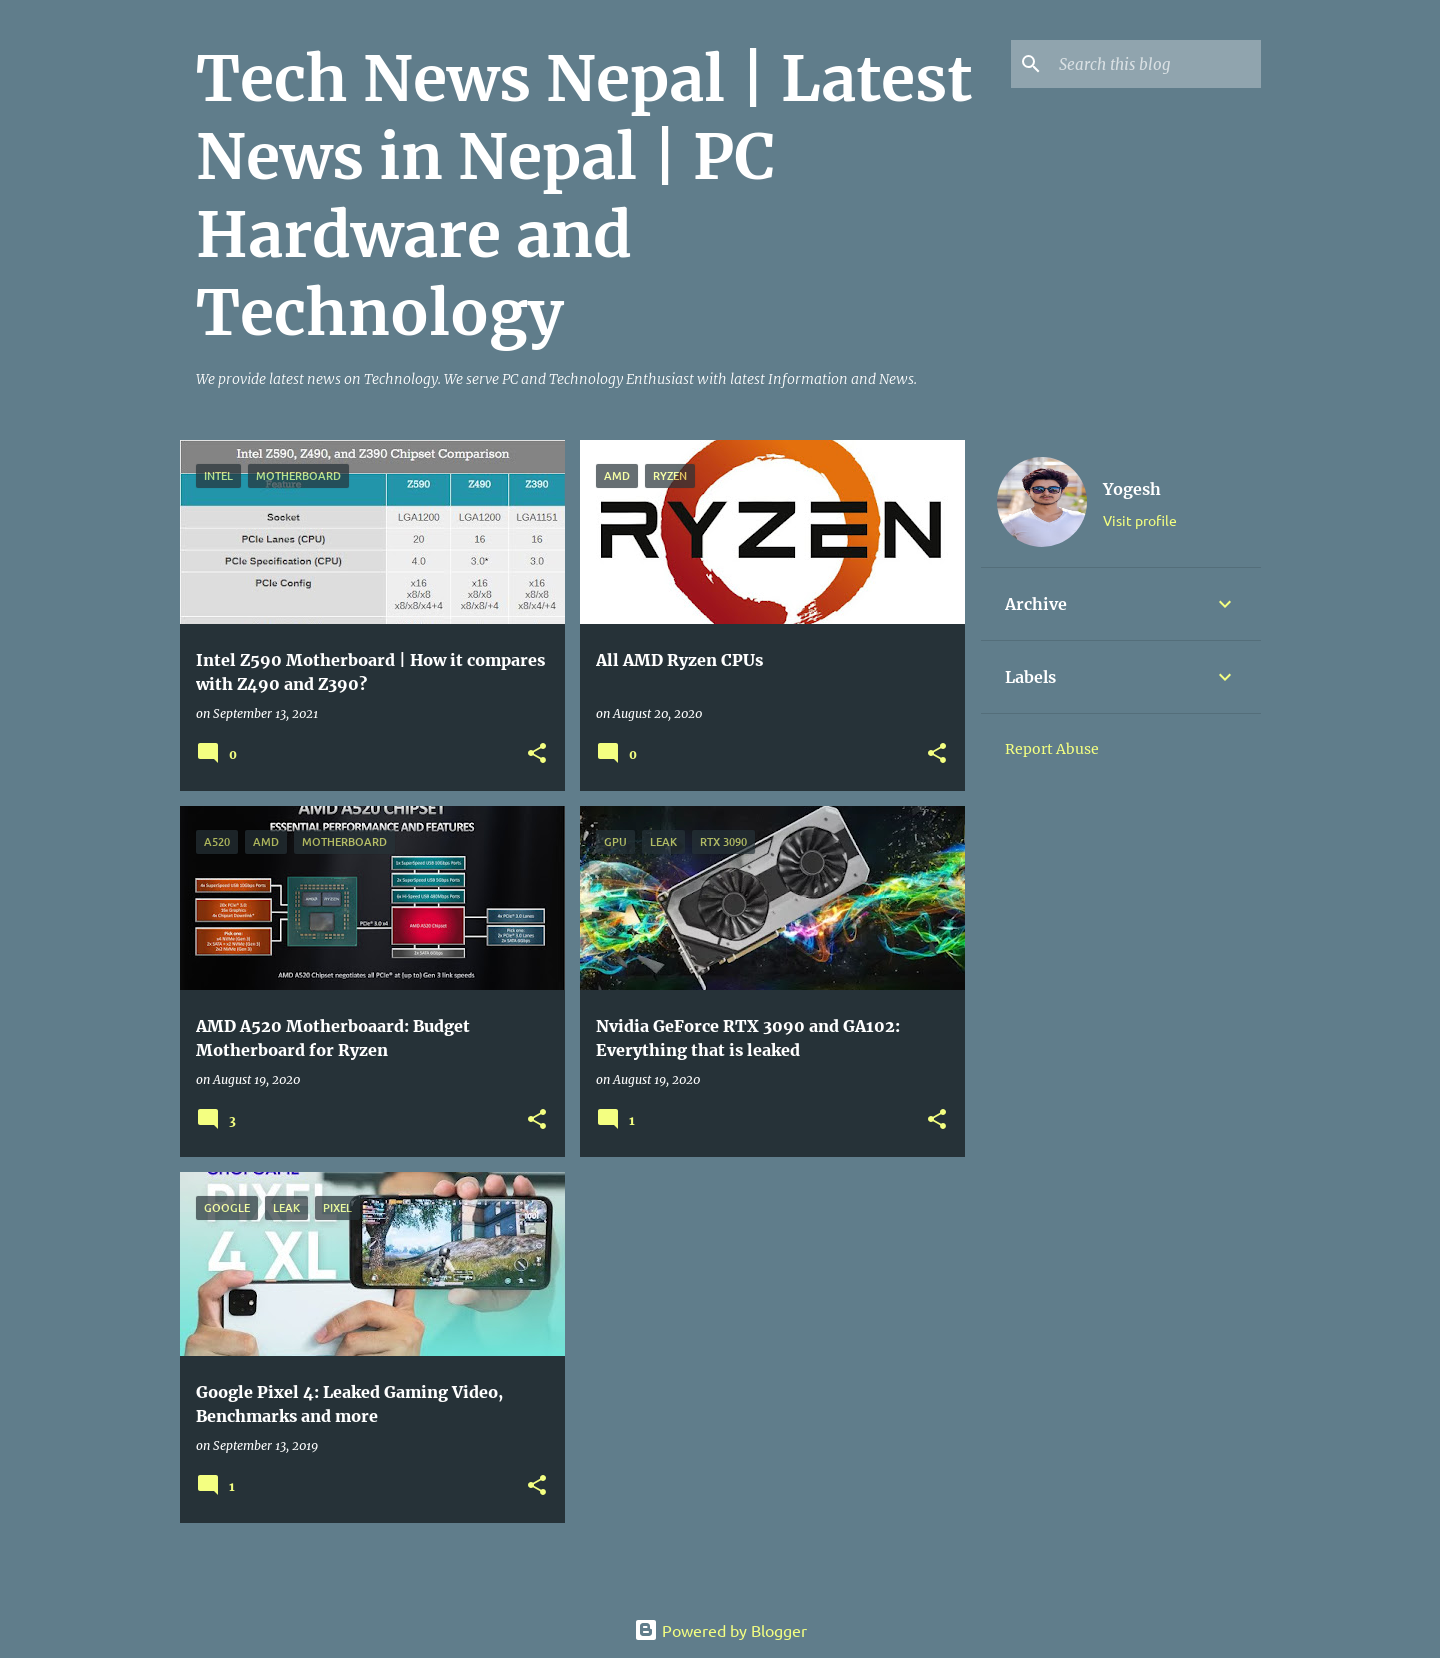 Tech News Nepal | Latest
News in Nepal | PC
Hardware and
Technology
Search this blog
We provide latest news on Technology. We serve PC and Technology Enthusiast with latest Information and News.
Intel Z590, Z490, and Z390 Chipset Comparison
INTEL MOTHERBOARD
Feature Z590 Z490 Z390
Socket LGA1200 LGA1200 LGA1151
PCIe Lanes (CPU) 20 16 16
PCIe Specification (CPU) 4.0 3.0* 3.0
PCIe Config x16 x16 x16
x8/x8 x8/x8 x8/x8
x8/x8/x4+4 x8/x8/+4 x8/x4/+4
Intel Z590 Motherboard | How it compares
with Z490 and Z390?
on September 13, 2021
0
AMD RYZEN
RYZEN
All AMD Ryzen CPUs
on August 20, 2020
0
Yogesh
Visit profile
Archive
Labels
Report Abuse
AMD A520 CHIPSET
ESSENTIAL PERFORMANCE AND FEATURES
A520 AMD MOTHERBOARD
AMD RYZEN
PCIe® 3.0 x4
AMD A520 Chipset
AMD A520 Chipset negotiates all PCIe® at (up to) Gen 3 link speeds
AMD A520 Motherboaard: Budget
Motherboard for Ryzen
on August 19, 2020
3
GPU LEAK RTX 3090
Nvidia GeForce RTX 3090 and GA102:
Everything that is leaked
on August 19, 2020
1
PIXEL
4 XL
GOOGLE LEAK PIXEL
Google Pixel 4: Leaked Gaming Video,
Benchmarks and more
on September 13, 2019
1
Powered by Blogger